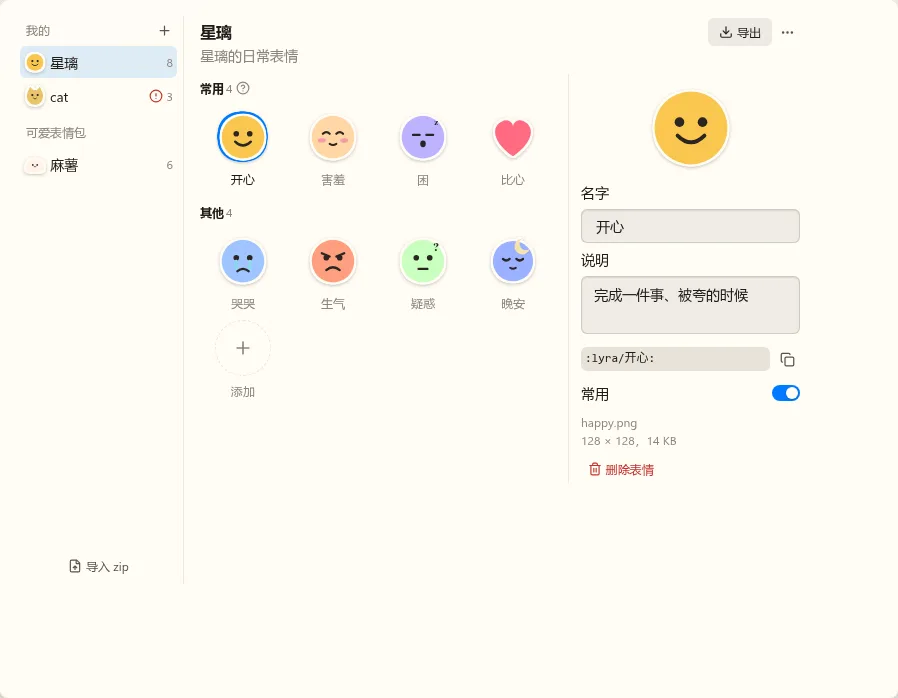 我的
星璃 8
cat 3
可爱表情包
麻薯 6
导入 zip
星璃
星璃的日常表情
导出
常用 4
开心 害羞 困 比心
其他 4
哭哭 生气 疑惑 晚安
添加
名字
开心
说明
完成一件事、被夸的时候
:lyra/开心:
常用
happy.png
128 × 128, 14 KB
删除表情